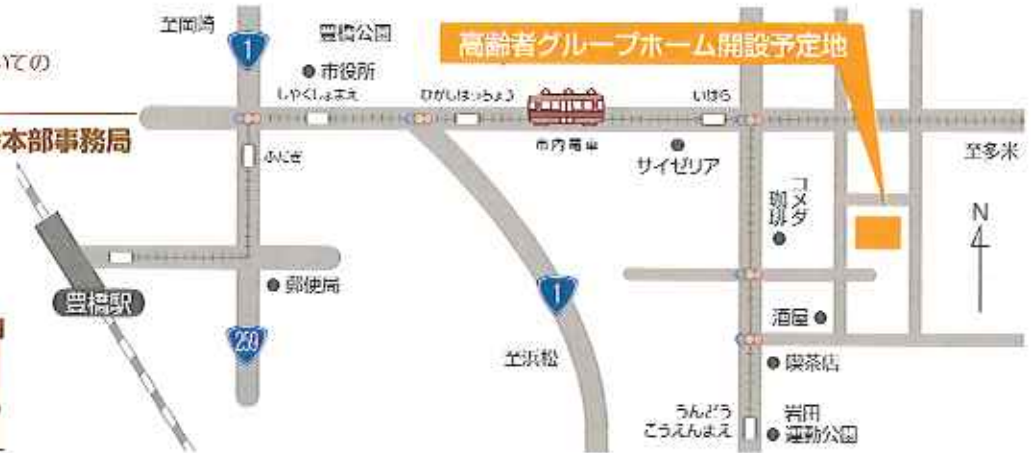 至岡崎
豊橋公園
高齢者グループホーム開設予定地
いての
1
市役所
しやくしょまえ
ひがしはっちょう
いはら
本部事務局
市内電車
サイゼリア
至多米
ふだぎ
コメダ
珈琲
N
郵便局
1
豊橋駅
259
酒屋
至浜松
喫茶店
うんどう
こうえんまえ
岩田
運動公園